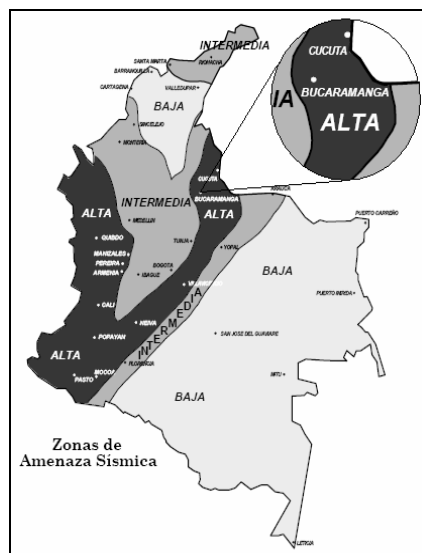 INTERMEDIA
SANTA MARTA
RIOHACHA
BARRANQUILLA
CARTAGENA
VALLEDUPAR
BAJA
SINCELEJO
MONTERIA
CUCUTA
IA
BUCARAMANGA
ALTA
CUCUTA
BUCARAMANGA
ARAUCA
INTERMEDIA
ALTA
ALTA
MEDELLIN
PUERTO CARREÑO
QUIBDO
TUNJA
YOPAL
MANIZALES
PEREIRA
ARMENIA
BOGOTA
IBAGUE
BAJA
VILLAVICENCIO
PUERTO INIRIDA
CALI
INTERMEDIA
NEIVA
POPAYAN
SAN JOSE DEL GUAVIARE
ALTA
FLORENCIA
MOCOA
PASTO
MITU
BAJA
Zonas de
Amenaza Sísmica
LETICIA